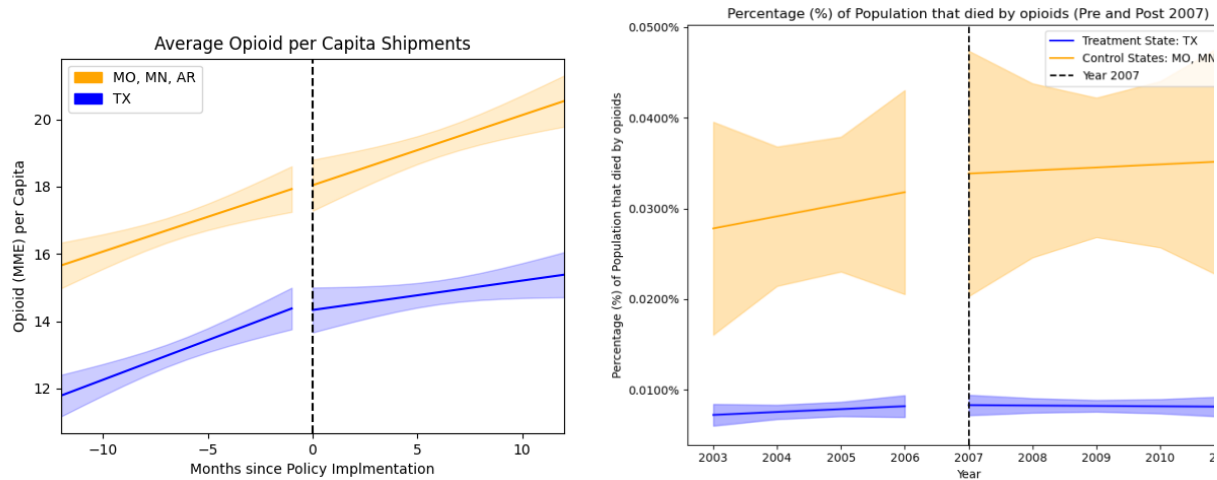 Average Opioid per Capita Shipments
MO, MN, AR
TX
Opioid (MME) per Capita
20
18
16
14
12
−10
−5
0
5
10
Months since Policy Implmentation
Percentage (%) of Population that died by opioids (Pre and Post 2007)
Treatment State: TX
Control States: MO, MN
Year 2007
Percentage (%) of Population that died by opioids
0.0500%
0.0400%
0.0300%
0.0200%
0.0100%
2003
2004
2005
2006
2007
2008
2009
2010
Year